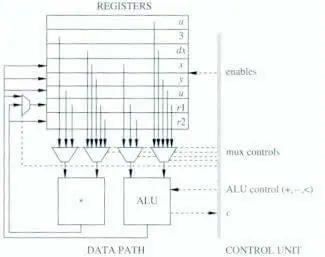 REGISTERS
u
3
dx
x
y
u
r1
r2
enables
mux controls
* ALU
ALU control (+,−,<)
c
DATA PATH CONTROL UNIT